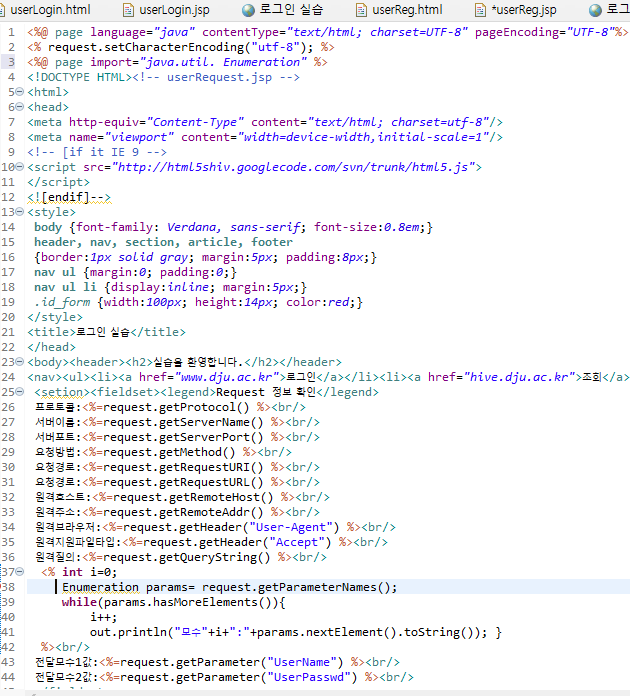 userLogin.html userLogin.jsp 로그인 실습 userReg.html *userReg.jsp 로그
1 <%@ page language="java" contentType="text/html; charset=UTF-8" pageEncoding="UTF-8"%>
2 <% request.setCharacterEncoding("utf-8"); %>
3 <%@ page import="java.util. Enumeration" %>
4 <!DOCTYPE HTML><!-- userRequest.jsp -->
5 <html>
6 <head>
7 <meta http-equiv="Content-Type" content="text/html; charset=utf-8"/>
8 <meta name="viewport" content="width=device-width,initial-scale=1"/>
9 <!-- [if it IE 9 -->
10 <script src="http://html5shiv.googlecode.com/svn/trunk/html5.js">
11 </script>
12 <![endif]-->
13 <style>
14 body {font-family: Verdana, sans-serif; font-size:0.8em;}
15 header, nav, section, article, footer
16 {border:1px solid gray; margin:5px; padding:8px;}
17 nav ul {margin:0; padding:0;}
18 nav ul li {display:inline; margin:5px;}
19 .id_form {width:100px; height:14px; color:red;}
20 </style>
21 <title>로그인 실습</title>
22 </head>
23 <body><header><h2>실습을 환영합니다.</h2></header>
24 <nav><ul><li><a href="www.dju.ac.kr">로그인</a></li><li><a href="hive.dju.ac.kr">조회</a>
25 <setion><fieldset><legend>Request 정보 확인</legend>
26 프로토콜:<%=request.getProtocol() %><br/>
27 서버이름:<%=request.getServerName() %><br/>
28 서버포트:<%=request.getServerPort() %><br/>
29 요청방법:<%=request.getMethod() %><br/>
30 요청경로:<%=request.getRequestURI() %><br/>
31 요청경로:<%=request.getRequestURL() %><br/>
32 원격호스트:<%=request.getRemoteHost() %><br/>
33 원격주소:<%=request.getRemoteAddr() %><br/>
34 원격브라우저:<%=request.getHeader("User-Agent") %><br/>
35 원격지원파일타입:<%=request.getHeader("Accept") %><br/>
36 원격질의:<%=request.getQueryString() %><br/>
37 <% int i=0;
38 Enumeration params= request.getParameterNames();
39 while(params.hasMoreElements()){
40 i++;
41 out.println("모수"+i+":"+params.nextElement().toString()); }
42 %><br/>
43 전달모수1값:<%=request.getParameter("UserName") %><br/>
44 전달모수2값:<%=request.getParameter("UserPasswd") %><br/>